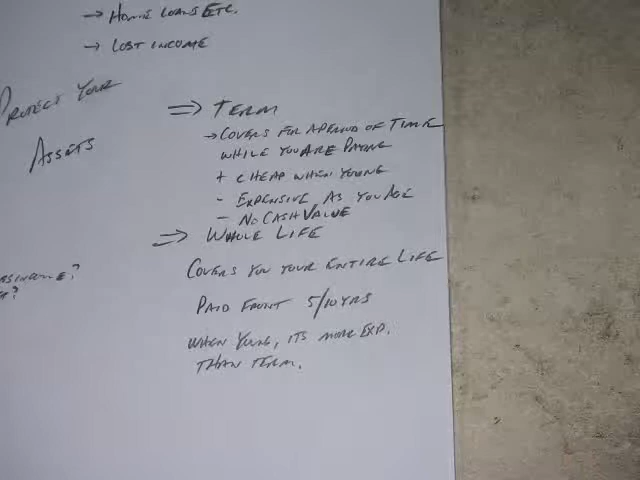 → Home Loans Etc.
→ Lost income
Protect Your
Assets
⇒ Term
→ Covers for a period of time
while you are paying
+ cheap when young
- Expensive as you age
- No cash value
⇒ Whole Life
Covers you your entire life
Paid Front 5/10 yrs
when young, its more exp.
than term.